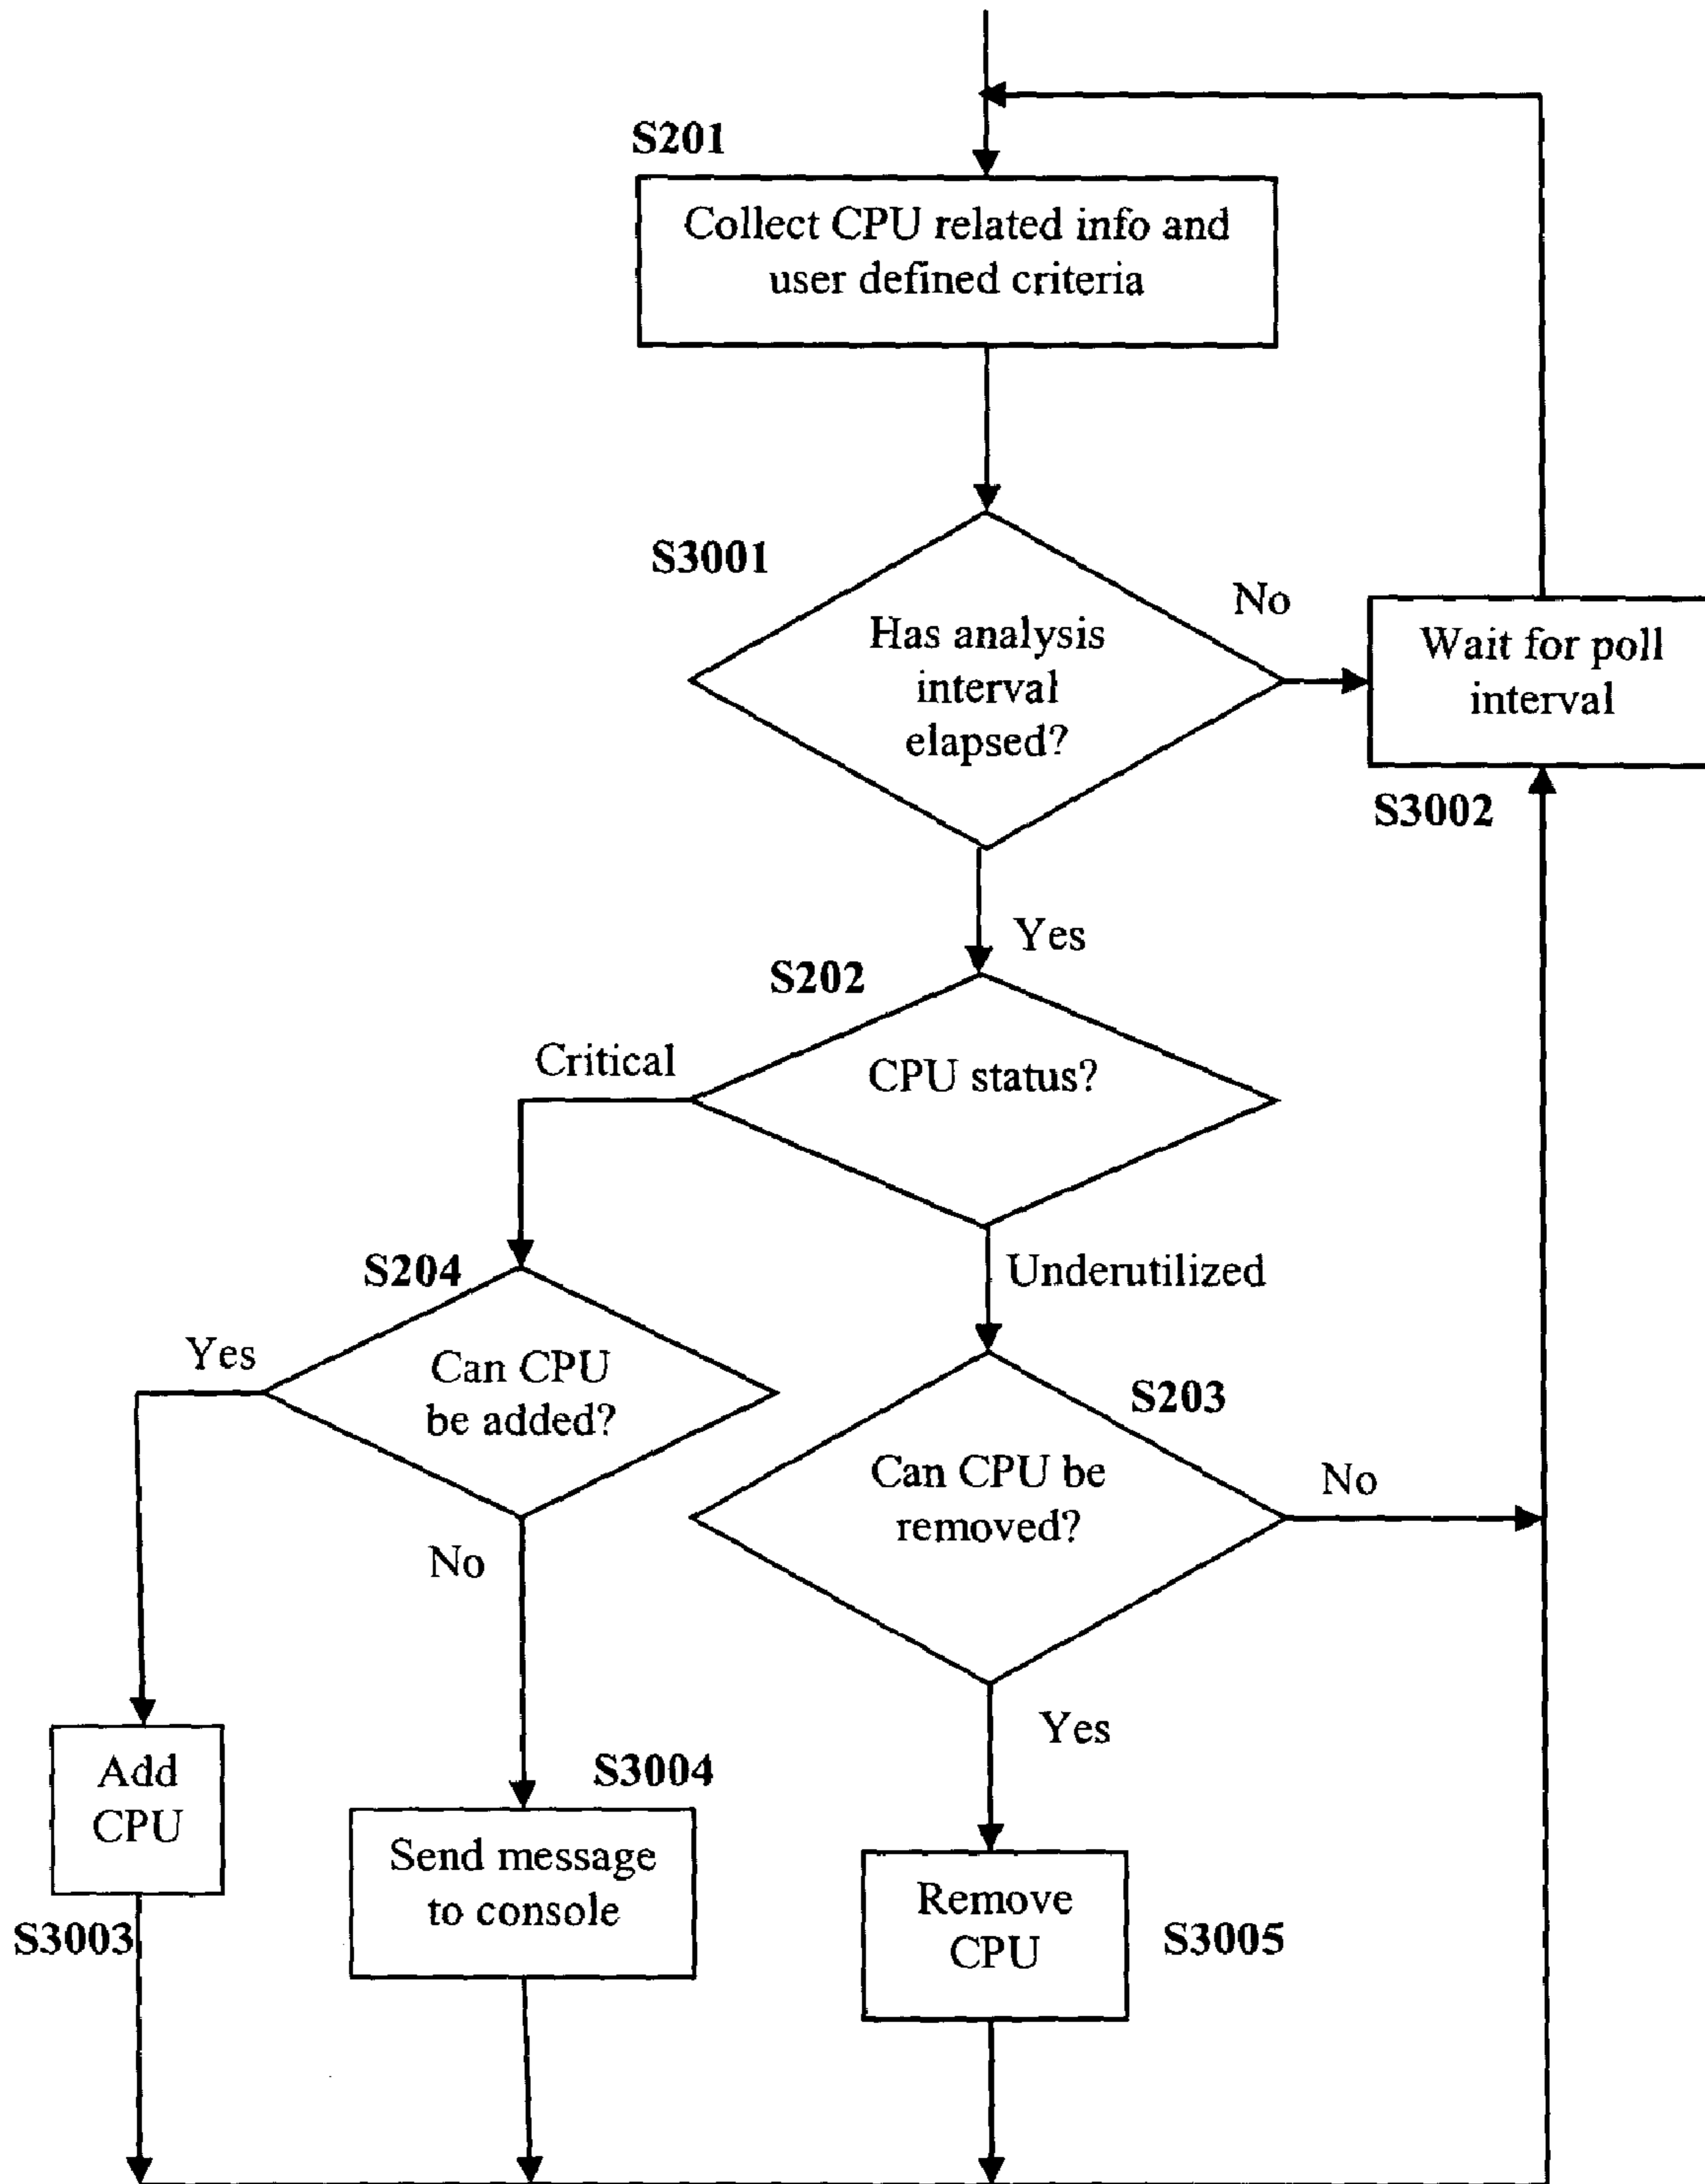 S201
Collect CPU related info and
user defined criteria
S3001
Has analysis
interval
elapsed?
No
Wait for poll
interval
S3002
Yes
S202
CPU status?
Critical
Underutilized
S204
Can CPU
be added?
Yes
No
S203
Can CPU be
removed?
No
Yes
Add
CPU
S3003
S3004
Send message
to console
Remove
CPU
S3005